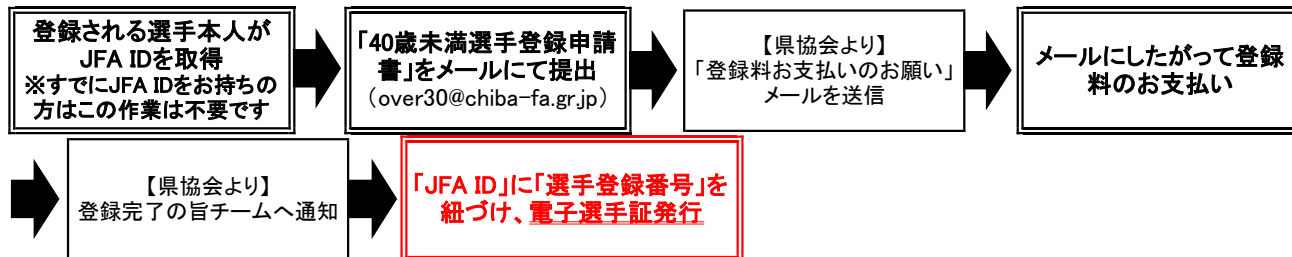 登録される選手本人が
JFA IDを取得
※すでにJFA IDをお持ちの
方はこの作業は不要です
「40歳未満選手登録申請
書」をメールにて提出
(over30@chiba-fa.gr.jp)
【県協会より】
「登録料お支払いのお願い」
メールを送信
メールにしたがって登録
料のお支払い
【県協会より】
登録完了の旨チームへ通知
「JFA ID」に「選手登録番号」を
紐づけ、電子選手証発行